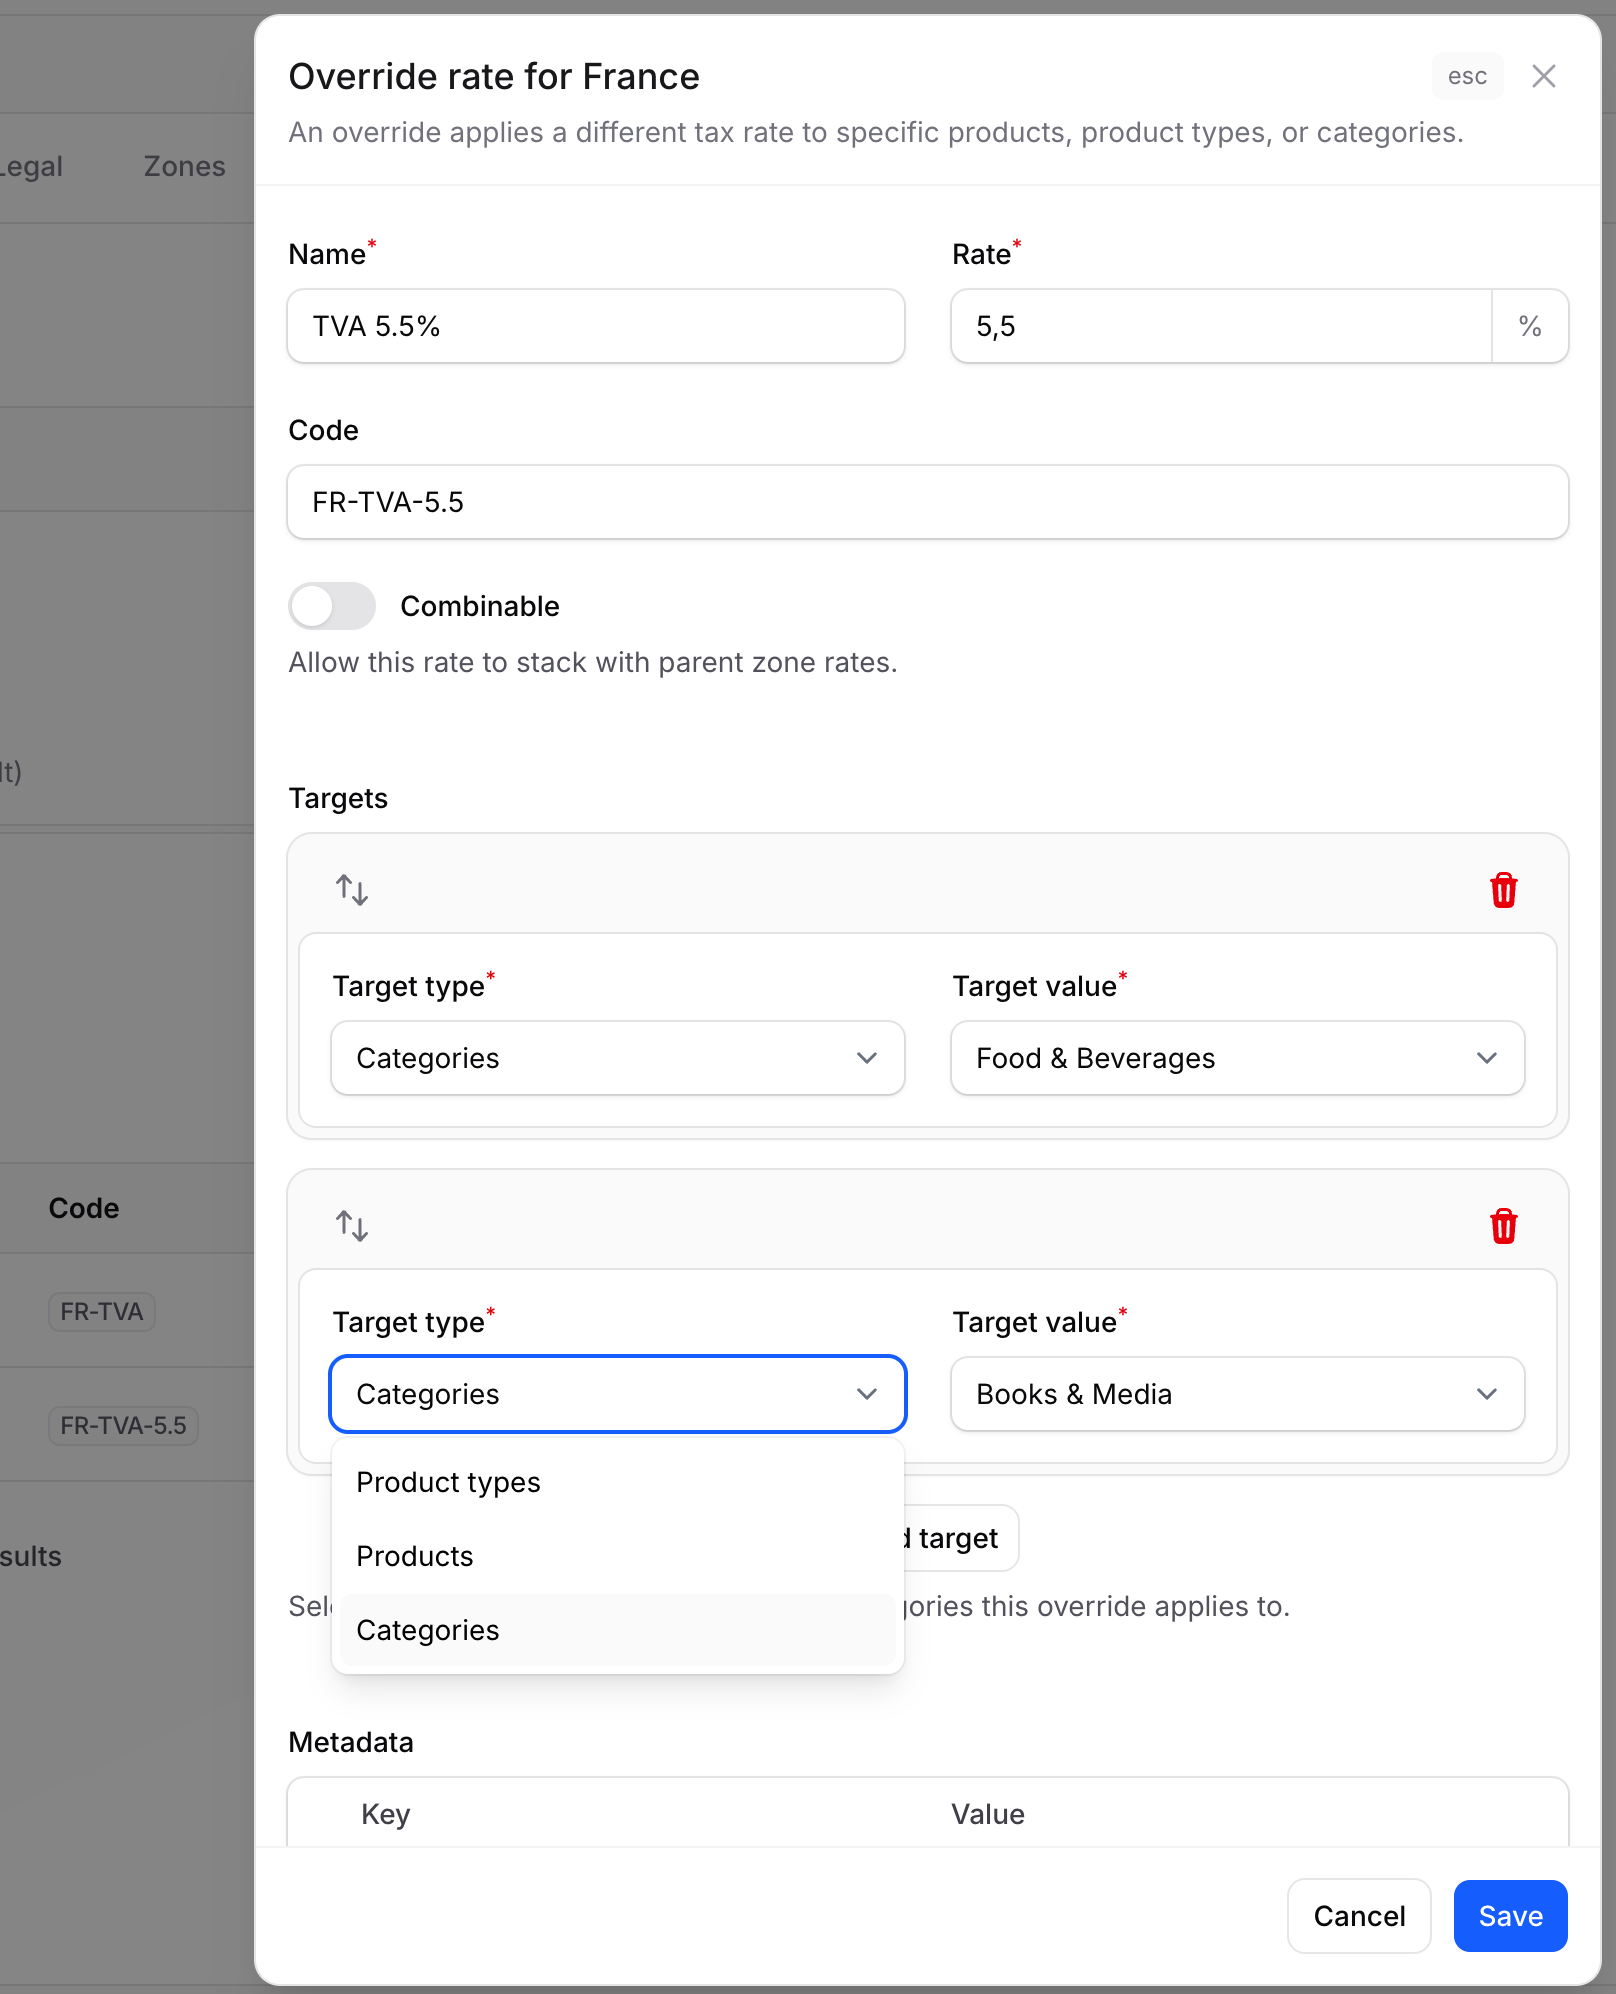 Override rate for France
esc
An override applies a different tax rate to specific products, product types, or categories.
Legal
Zones
Name*
Rate*
TVA 5.5%
5,5
%
Code
FR-TVA-5.5
Combinable
Allow this rate to stack with parent zone rates.
lt)
Targets
Target type*
Target value*
Categories
Food & Beverages
Code
FR-TVA
FR-TVA-5.5
sults
Target type*
Target value*
Categories
Books & Media
Product types
Products
Categories
d target
gories this override applies to.
Metadata
Key
Value
Cancel
Save